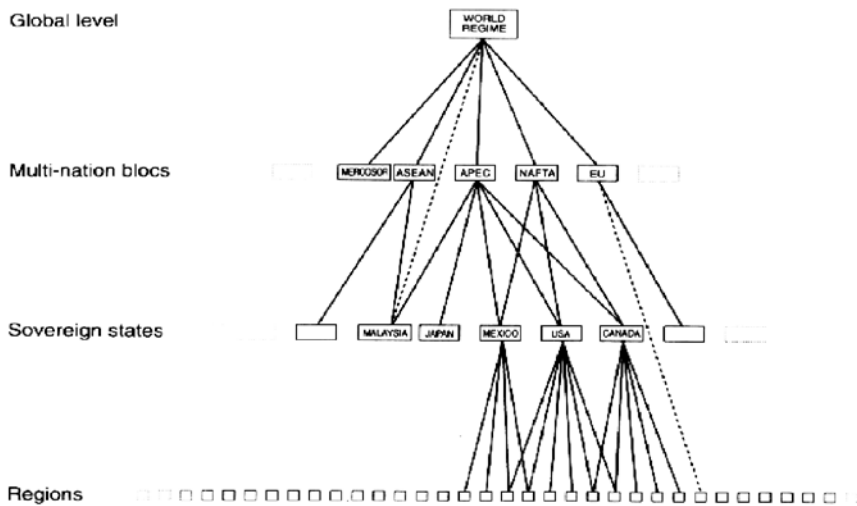 Global level
WORLD
REGIME
Multi-nation blocs
MERCOSOR
ASEAN
APEC
NAFTA
EU
Sovereign states
MALAYSIA
JAPAN
MEXICO
USA
CANADA
Regions